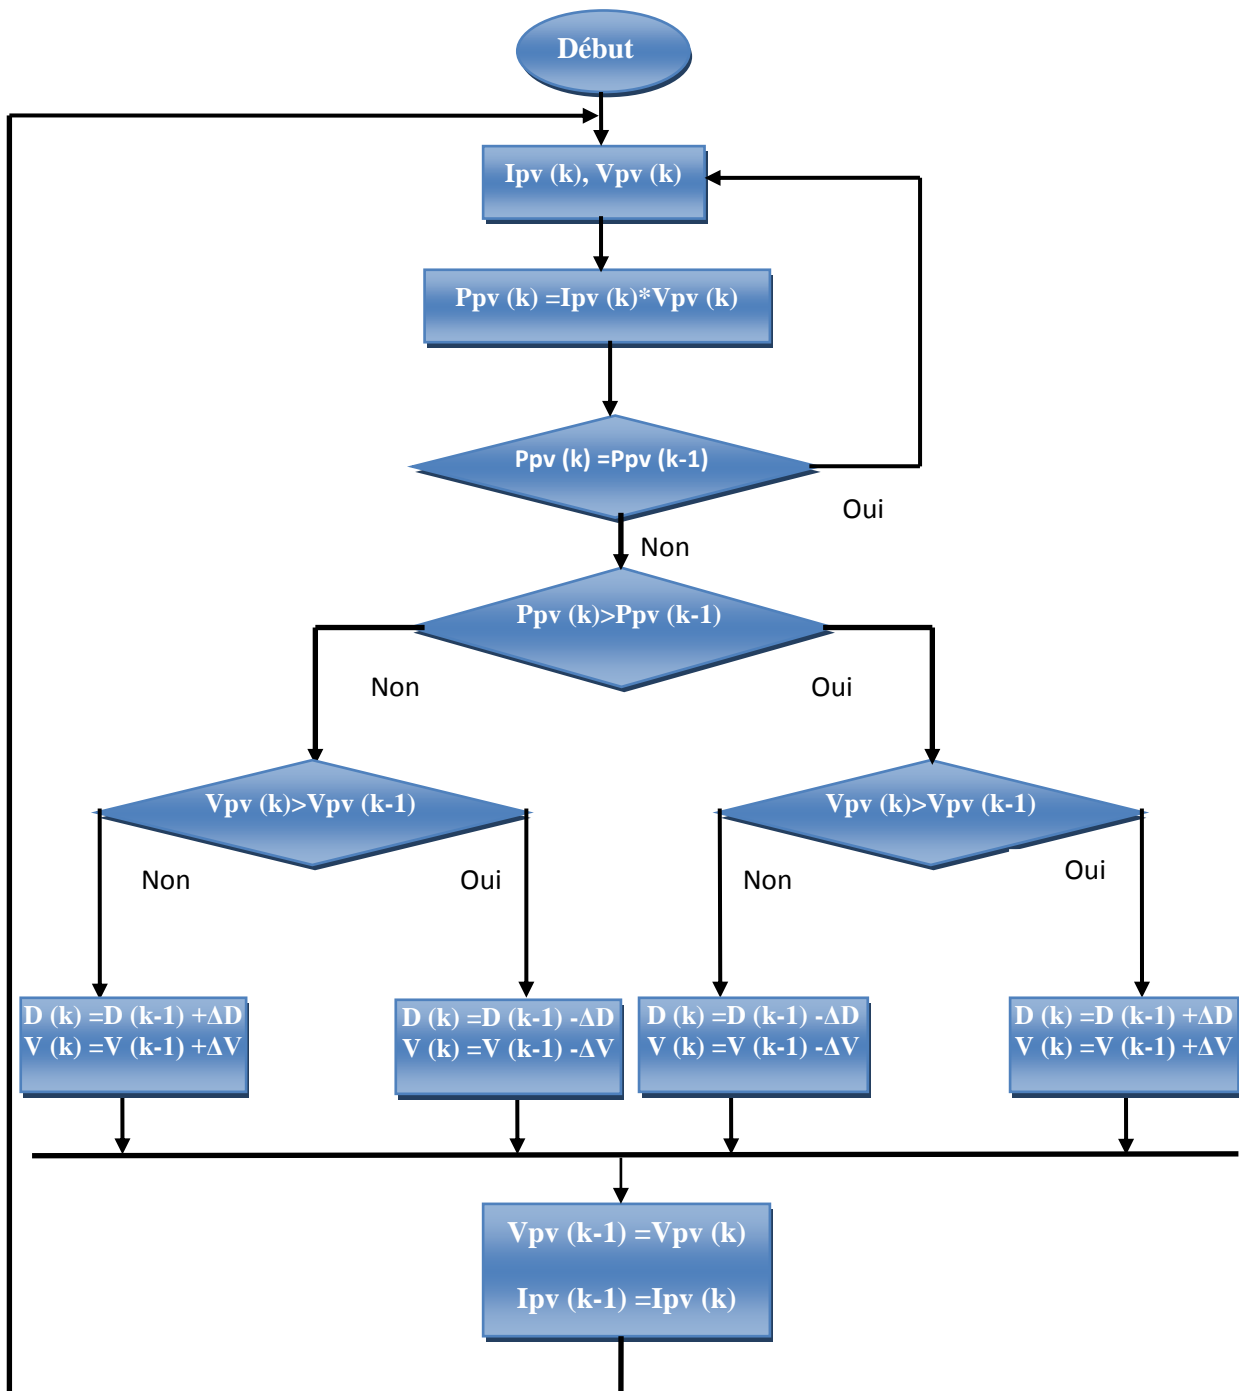 Début
Ipv (k), Vpv (k)
Ppv (k) =Ipv (k)*Vpv (k)
Ppv (k) =Ppv (k-1)
Oui
Non
Ppv (k)>Ppv (k-1)
Non
Oui
Vpv (k)>Vpv (k-1)
Vpv (k)>Vpv (k-1)
Non
Oui
Non
Oui
D (k) =D (k-1) +ΔD
V (k) =V (k-1) +ΔV
D (k) =D (k-1) -ΔD
V (k) =V (k-1) -ΔV
D (k) =D (k-1) -ΔD
V (k) =V (k-1) -ΔV
D (k) =D (k-1) +ΔD
V (k) =V (k-1) +ΔV
Vpv (k-1) =Vpv (k)
Ipv (k-1) =Ipv (k)